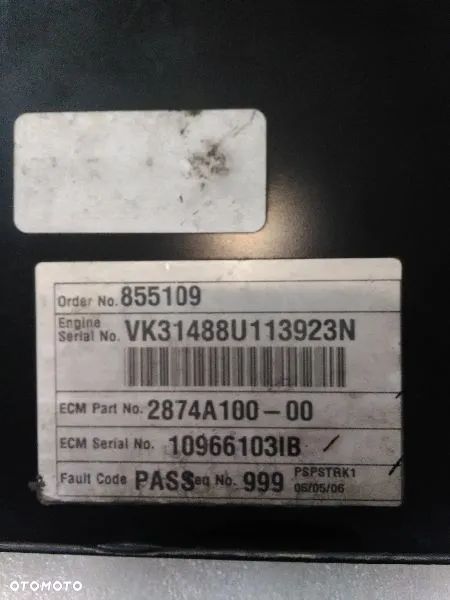 Order No. 855109
Engine
Serial No. VK31488U113923N
ECM Part No. 2874A100-00
ECM Serial No. 10966103IB
Fault Code PASS eq No. 999 PSPSTRK1
06/05/06
OTOMOTO